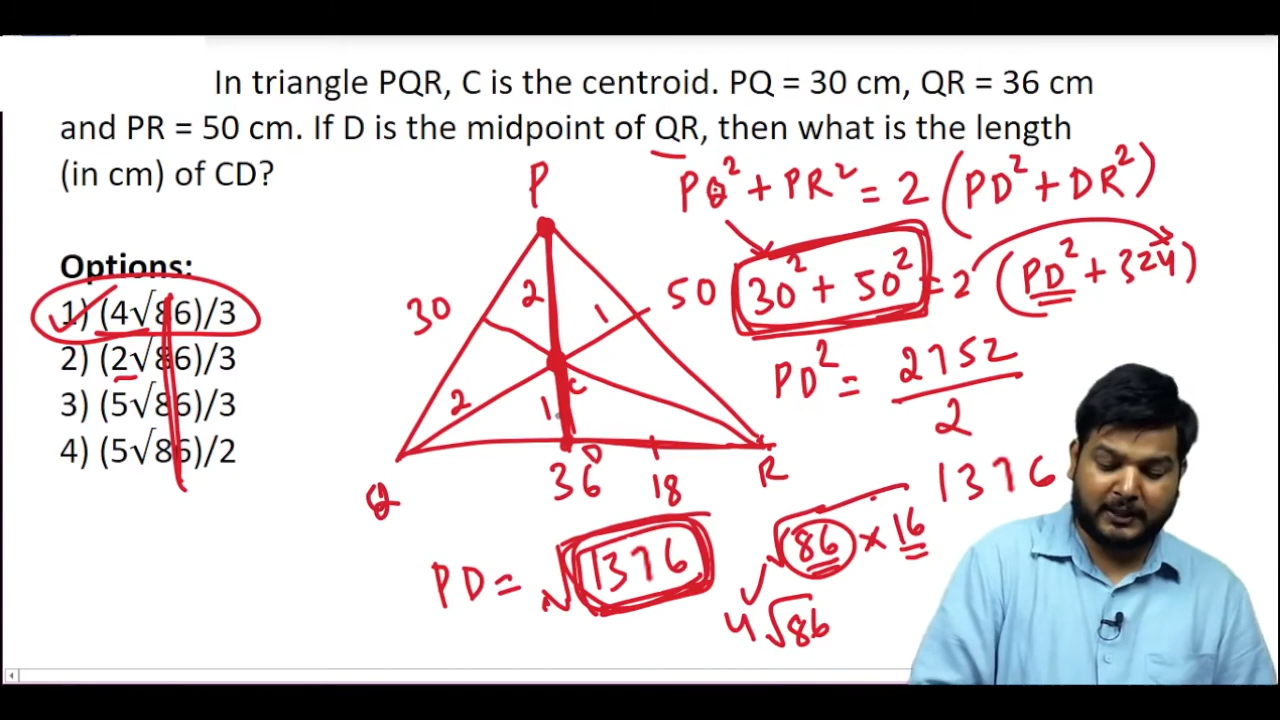 In triangle PQR, C is the centroid. PQ = 30 cm, QR = 36 cm
and PR = 50 cm. If D is the midpoint of QR, then what is the length
(in cm) of CD?
Options:
1) (4√86)/3
2) (2√86)/3
3) (5√86)/3
4) (5√86)/2
P
30
50
2
1
2
C
1
Q
36
D
18
R
PQ² + PR² = 2 (PD² + DR²)
30² + 50² = 2 (PD² + 324)
PD² = 2752/2
1376
PD = √1376
√86 × 16
4√86